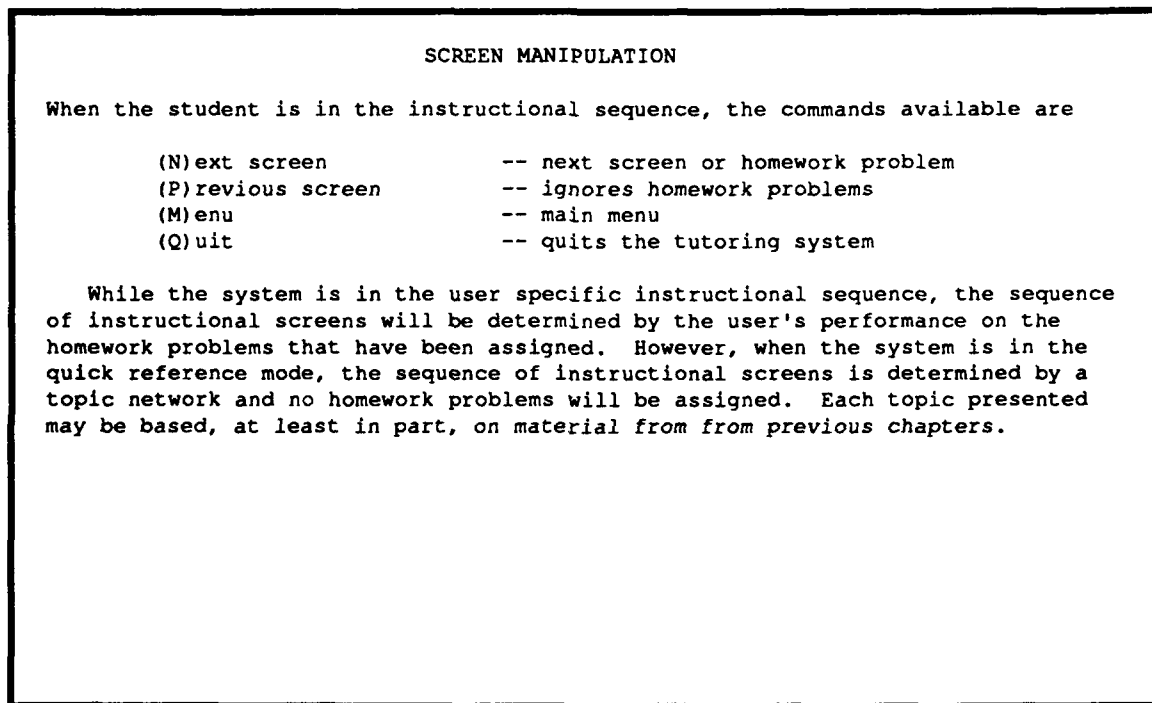 SCREEN MANIPULATION
When the student is in the instructional sequence, the commands available are
(N)ext screen -- next screen or homework problem
(P)revious screen -- ignores homework problems
(M)enu -- main menu
(Q)uit -- quits the tutoring system
While the system is in the user specific instructional sequence, the sequence
of instructional screens will be determined by the user's performance on the
homework problems that have been assigned. However, when the system is in the
quick reference mode, the sequence of instructional screens is determined by a
topic network and no homework problems will be assigned. Each topic presented
may be based, at least in part, on material from from previous chapters.